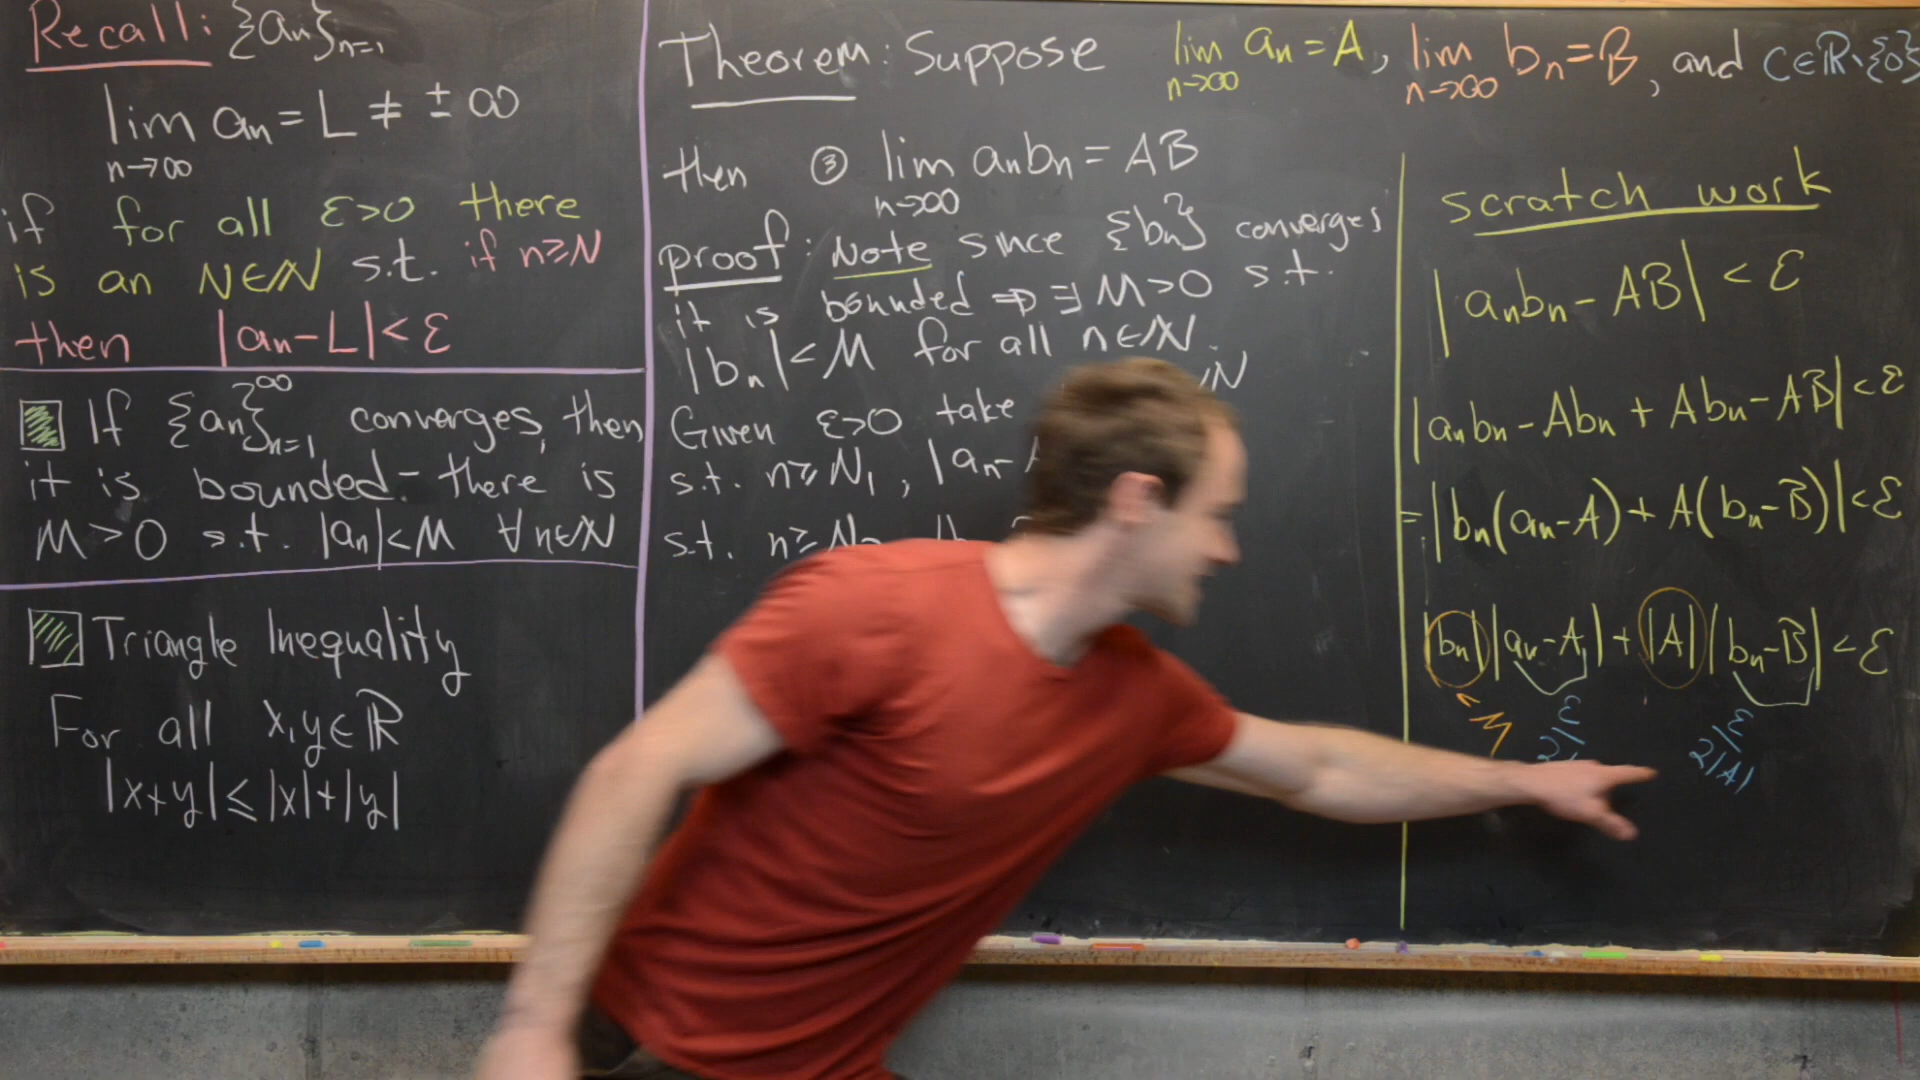 Recall: {aₙ}ₙ₌₁
lim aₙ = L ≠ ± ∞
n→∞
if for all ε>0 there
is an N∈ℕ s.t. if n≥N
then |aₙ-L|<ε
If {aₙ}ₙ₌₁^∞ converges, then
it is bounded - there is
M>0 s.t. |aₙ|<M ∀n∈ℕ
Triangle Inequality
For all x,y∈ℝ
|x+y|≤|x|+|y|
Theorem: Suppose lim aₙ = A, lim bₙ = B, and c∈ℝ\{0}
n→∞ n→∞
then ③ lim aₙbₙ = AB
n→∞
proof: Note since {bₙ} converges
it is bounded ⇒ ∃ M>0 s.t.
|bₙ|<M for all n∈ℕ.
Given ε>0 take ℕ
s.t. n≥N₁, |aₙ-
s.t. n≥N₂
scratch work
|aₙbₙ - AB| < ε
|aₙbₙ - Abₙ + Abₙ - AB| < ε
= |bₙ(aₙ-A) + A(bₙ-B)| < ε
|bₙ||aₙ-A| + |A||bₙ-B| < ε
< M ε ε
2| 2|A|